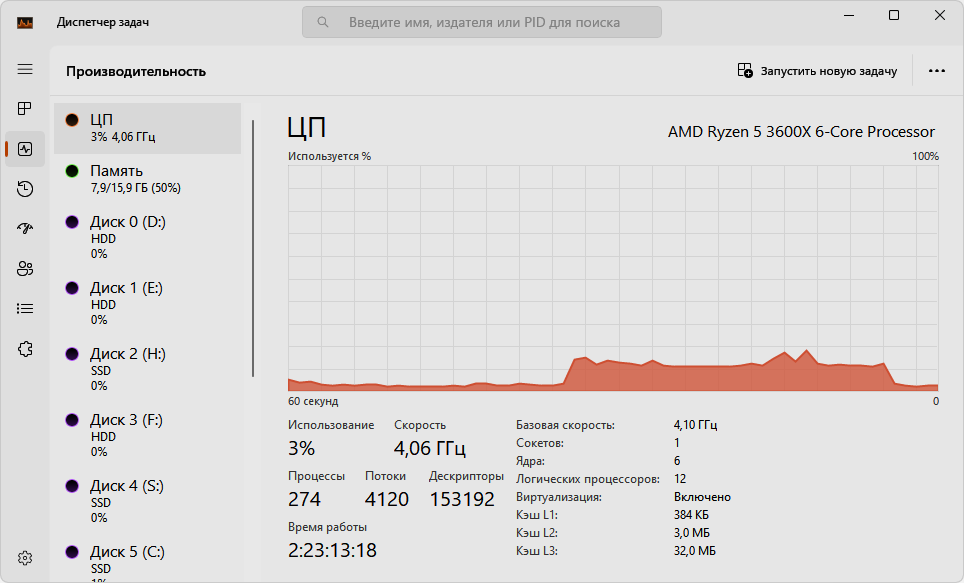 Диспетчер задач
Введите имя, издателя или PID для поиска
Производительность
Запустить новую задачу
ЦП
3% 4,06 ГГц
Память
7,9/15,9 ГБ (50%)
Диск 0 (D:)
HDD
0%
Диск 1 (E:)
HDD
0%
Диск 2 (H:)
SSD
0%
Диск 3 (F:)
HDD
0%
Диск 4 (S:)
SSD
0%
Диск 5 (C:)
SSD
1%
ЦП
AMD Ryzen 5 3600X 6-Core Processor
Используется %
100%
60 секунд
0
Использование
3%
Скорость
4,06 ГГц
Процессы
274
Потоки
4120
Дескрипторы
153192
Время работы
2:23:13:18
Базовая скорость: 4,10 ГГц
Сокетов: 1
Ядра: 6
Логических процессоров: 12
Виртуализация: Включено
Кэш L1: 384 КБ
Кэш L2: 3,0 МБ
Кэш L3: 32,0 МБ